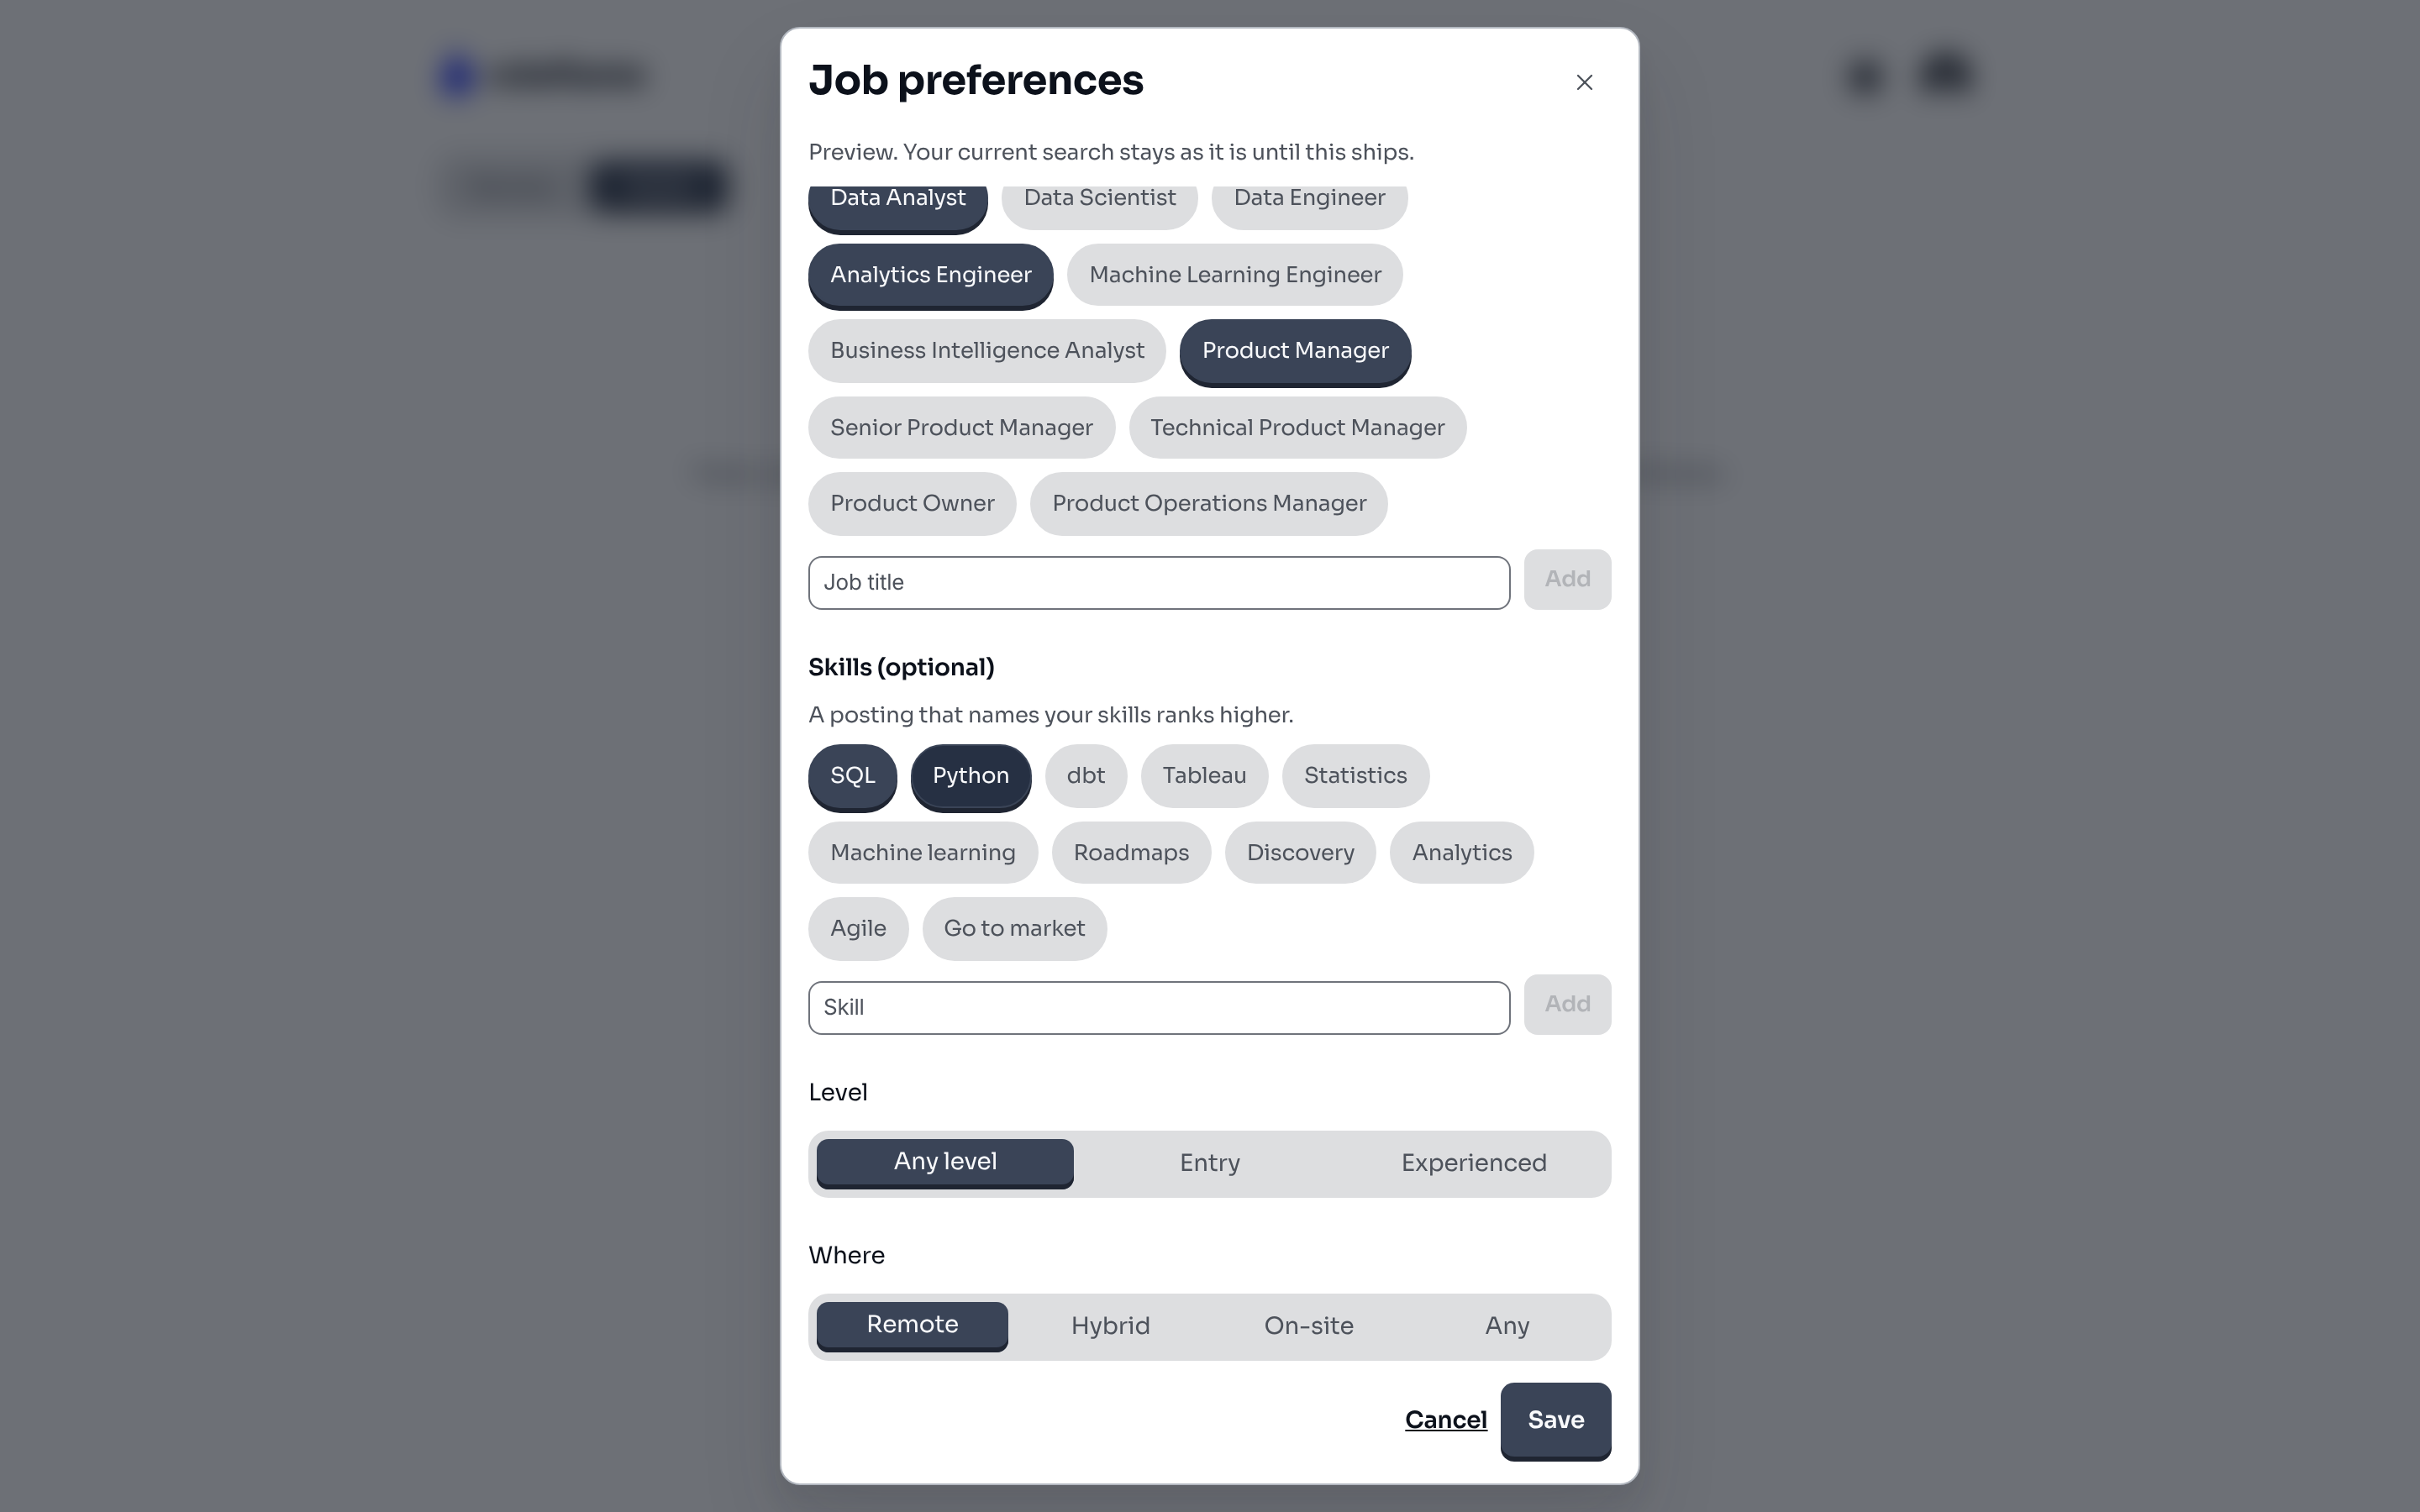 Job preferences
Preview. Your current search stays as it is until this ships.
Data Analyst Data Scientist Data Engineer
Analytics Engineer Machine Learning Engineer
Business Intelligence Analyst Product Manager
Senior Product Manager Technical Product Manager
Product Owner Product Operations Manager
Job title Add
Skills (optional)
A posting that names your skills ranks higher.
SQL Python dbt Tableau Statistics
Machine learning Roadmaps Discovery Analytics
Agile Go to market
Skill Add
Level
Any level Entry Experienced
Where
Remote Hybrid On-site Any
Cancel Save